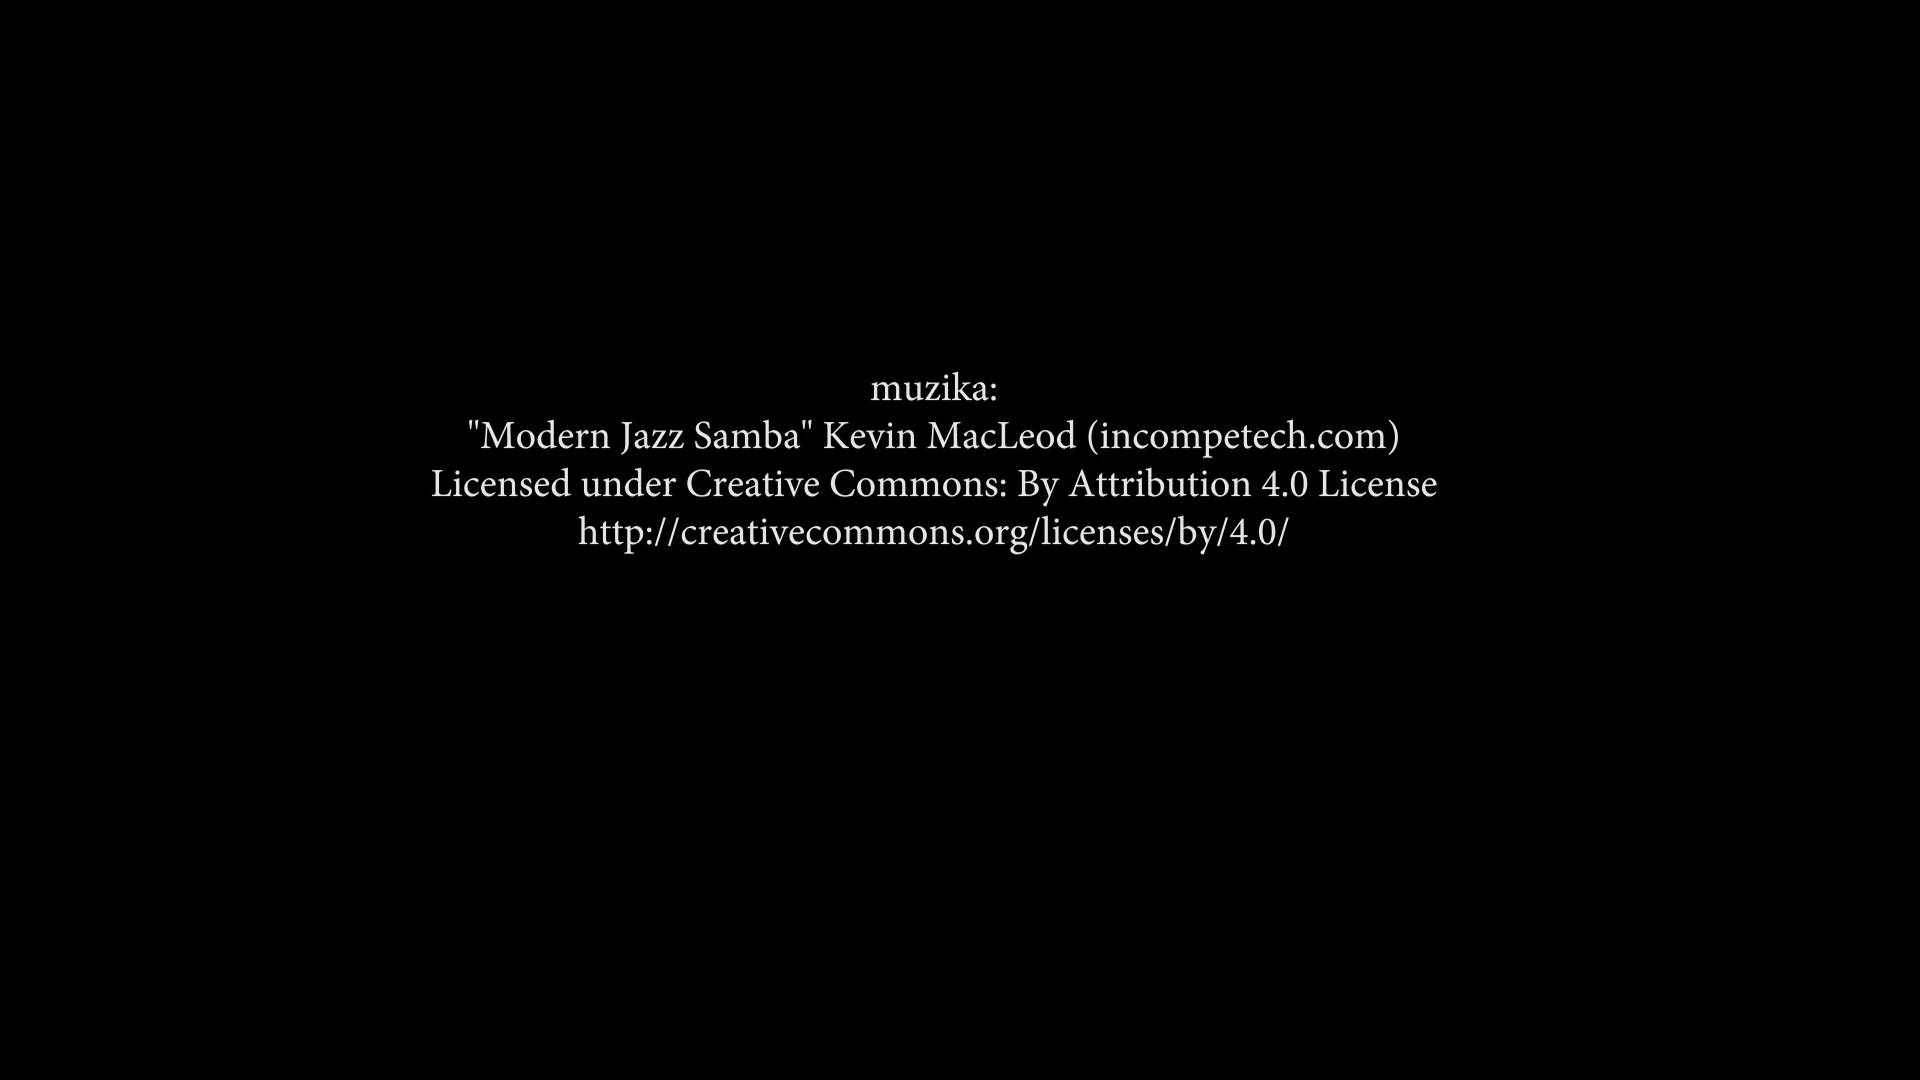 muzika:
"Modern Jazz Samba" Kevin MacLeod (incompetech.com)
Licensed under Creative Commons: By Attribution 4.0 License
http://creativecommons.org/licenses/by/4.0/